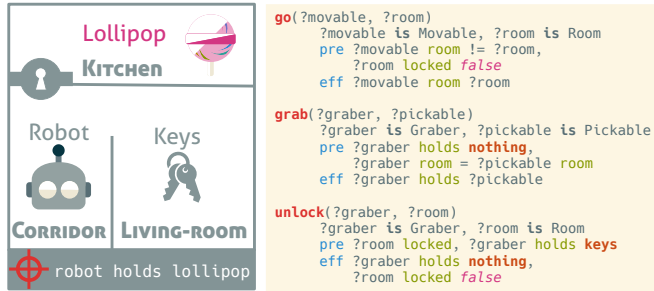 Lollipop
Kitchen
Robot
Keys
Corridor
Living-room
robot holds lollipop
go(?movable, ?room)
?movable is Movable, ?room is Room
pre ?movable room != ?room,
?room locked false
eff ?movable room ?room
grab(?graber, ?pickable)
?graber is Graber, ?pickable is Pickable
pre ?graber holds nothing,
?graber room = ?pickable room
eff ?graber holds ?pickable
unlock(?graber, ?room)
?graber is Graber, ?room is Room
pre ?room locked, ?graber holds keys
eff ?graber holds nothing,
?room locked false